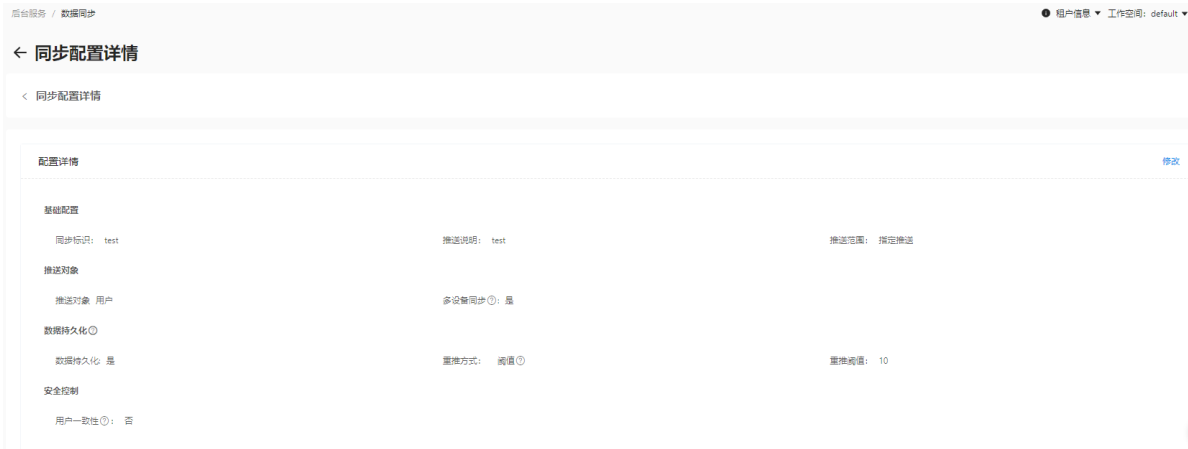 后台服务 / 数据同步 租户信息 工作空间: default
同步配置详情
同步配置详情
配置详情 修改
基础配置
同步标识: test 推送说明: test 推送范围: 指定推送
推送对象
推送对象 用户 多设备同步?: 是
数据持久化?
数据持久化: 是 重推方式: 阈值? 重推阈值: 10
安全控制
用户一致性?: 否